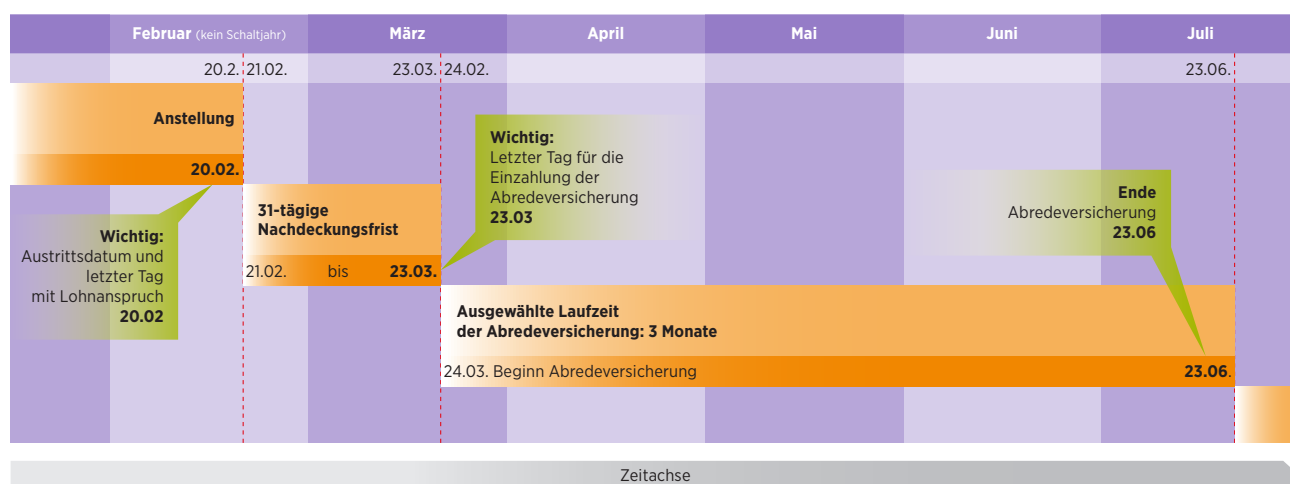 Februar (kein Schaltjahr) März April Mai Juni Juli
20.2. 21.02. 23.03. 24.02. 23.06.
Anstellung
20.02.
Wichtig:
Austrittsdatum und
letzter Tag
mit Lohnanspruch
20.02
31-tägige
Nachdeckungsfrist
21.02. bis 23.03.
Wichtig:
Letzter Tag für die
Einzahlung der
Abredeversicherung
23.03
Ende
Abredeversicherung
23.06
Ausgewählte Laufzeit
der Abredeversicherung: 3 Monate
24.03. Beginn Abredeversicherung 23.06.
Zeitachse